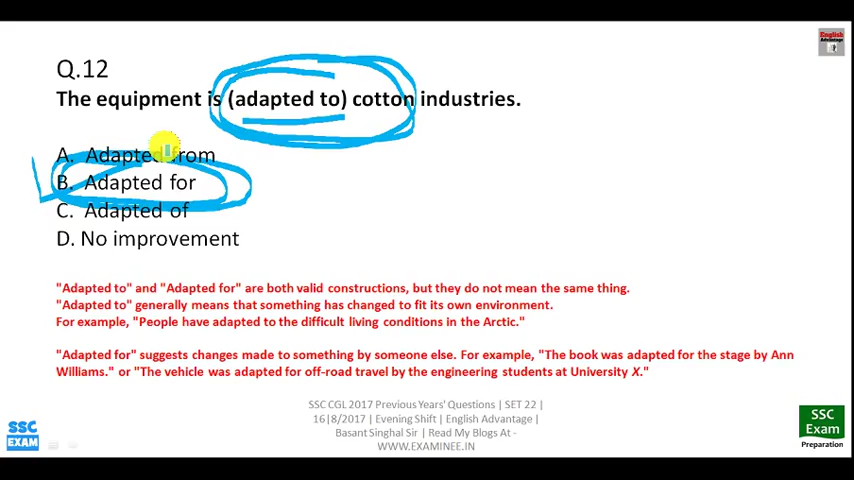 English
Advantage
Q.12
The equipment is (adapted to) cotton industries.
A. Adapted from
B. Adapted for
C. Adapted of
D. No improvement
"Adapted to" and "Adapted for" are both valid constructions, but they do not mean the same thing.
"Adapted to" generally means that something has changed to fit its own environment.
For example, "People have adapted to the difficult living conditions in the Arctic."
"Adapted for" suggests changes made to something by someone else. For example, "The book was adapted for the stage by Ann
Williams." or "The vehicle was adapted for off-road travel by the engineering students at University X."
SSC CGL 2017 Previous Years' Questions | SET 22 |
16|8/2017 | Evening Shift | English Advantage |
Basant Singhal Sir | Read My Blogs At -
WWW.EXAMINEE.IN
SSC
EXAM
SSC
Exam
Preparation